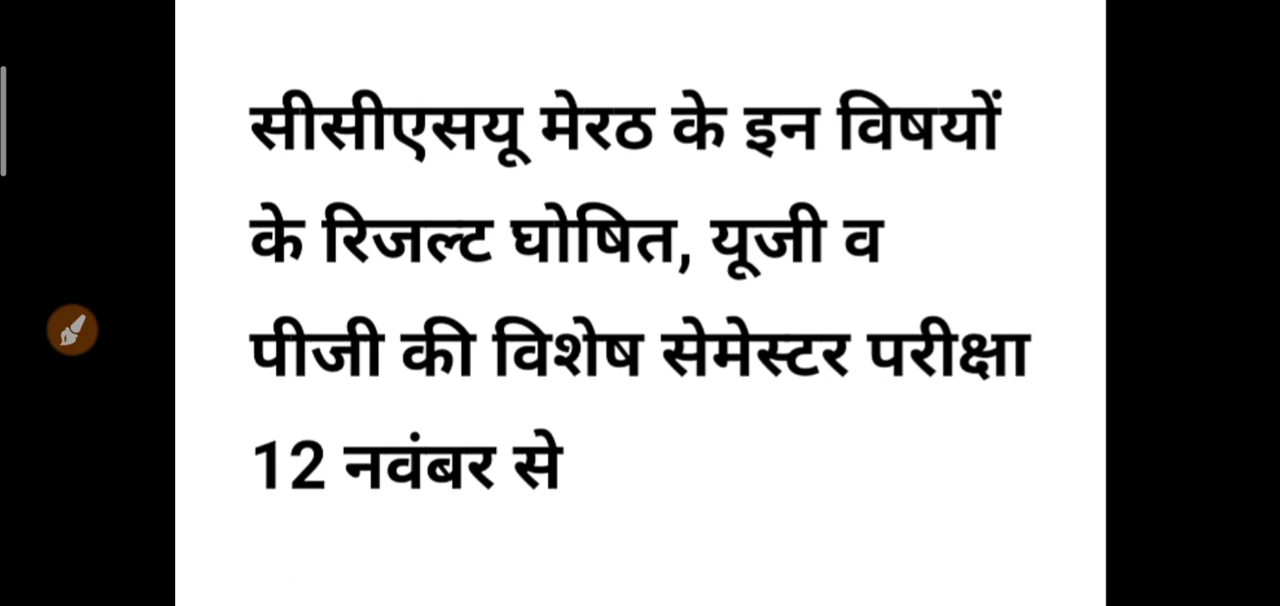 सीसीएसयू मेरठ के इन विषयों
के रिजल्ट घोषित, यूजी व
पीजी की विशेष सेमेस्टर परीक्षा
12 नवंबर से